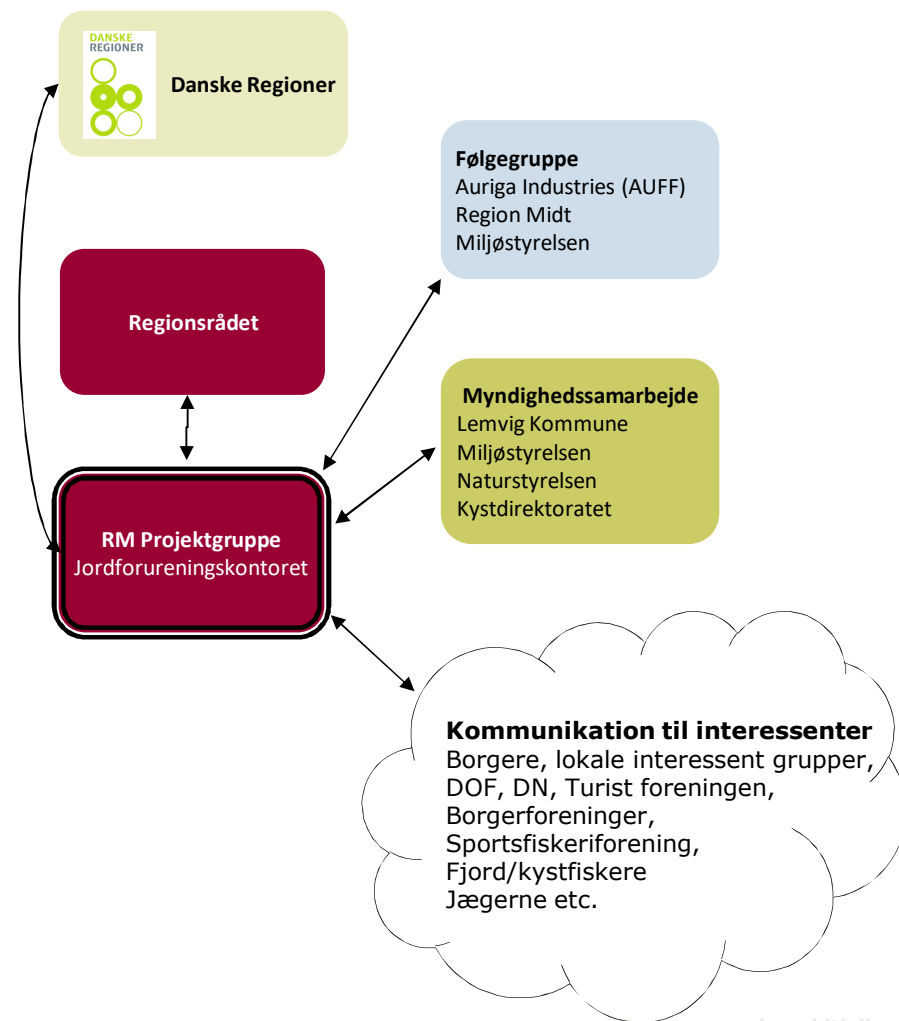 DANSKE
REGIONER
Danske Regioner
Følgegruppe
Auriga Industries (AUFF)
Region Midt
Miljøstyrelsen
Regionsrådet
Myndighedssamarbejde
Lemvig Kommune
Miljøstyrelsen
Naturstyrelsen
Kystdirektoratet
RM Projektgruppe
Jordforureningskontoret
Kommunikation til interessenter
Borgere, lokale interessent grupper,
DOF, DN, Turist foreningen,
Borgerforeninger,
Sportsfiskeriforening,
Fjord/kystfiskere
Jægerne etc.